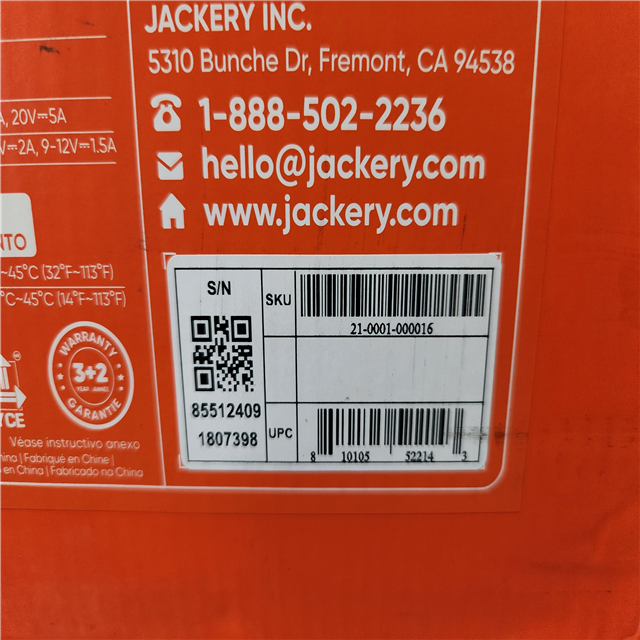 JACKERY INC.
5310 Bunche Dr, Fremont, CA 94538
1-888-502-2236
hello@jackery.com
www.jackery.com
20V⎓5A
⎓2A, 9-12V⎓1.5A
~45°C (32°F~113°F)
°C~45°C (14°F~113°F)
WARRANTY
3+2
YEAR
GARANTIE
Véase instructivo anexo
| Fabriqué en Chine |
en China | Fabricado na China
S/N
85512409
1807398
SKU
21-0001-000016
UPC
8 10105 52214 3